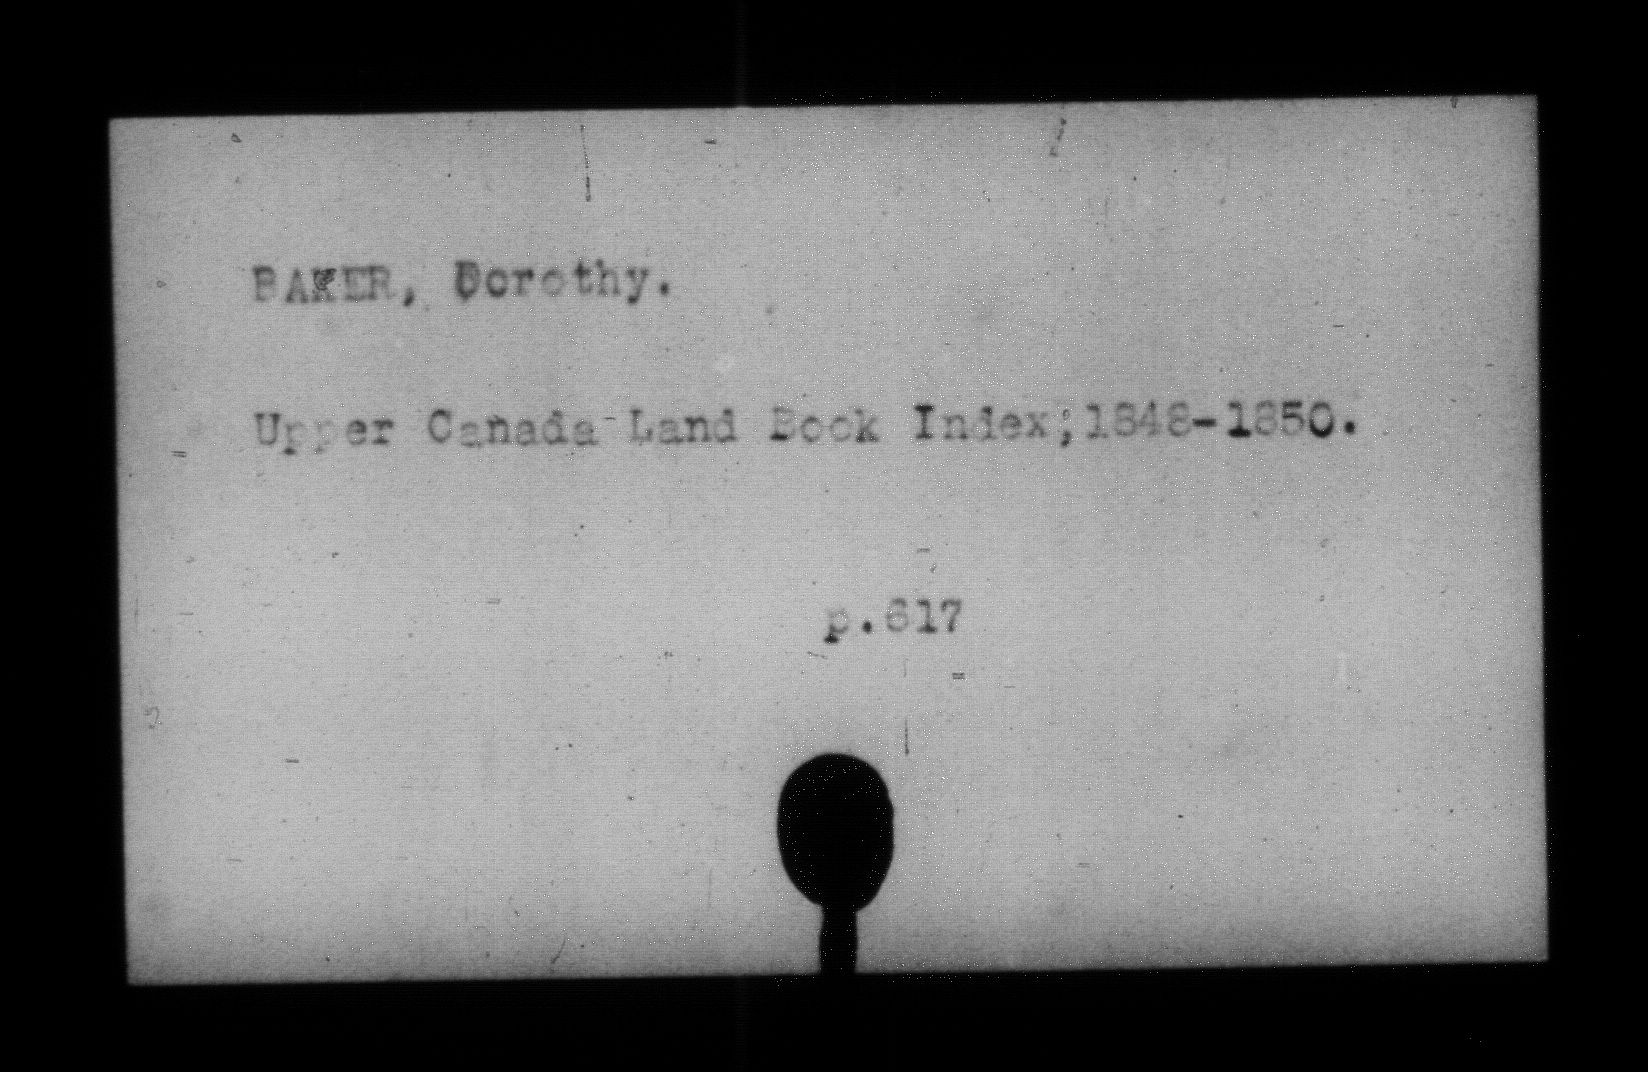 BAKER, Dorothy.
Upper Canada Land Book Index;1848-1850.
p.617